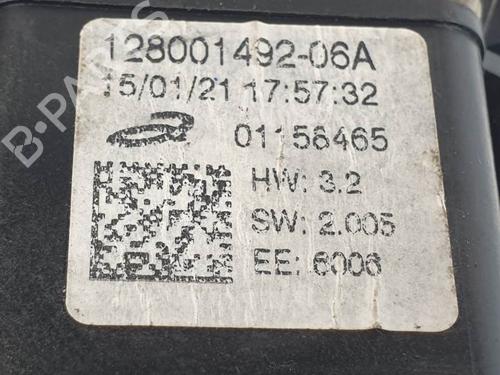 128001492-06A
15/01/21 17:57:32
01156465
HW: 3.2
SW: 2.005
EE: 6006
B-PARTS